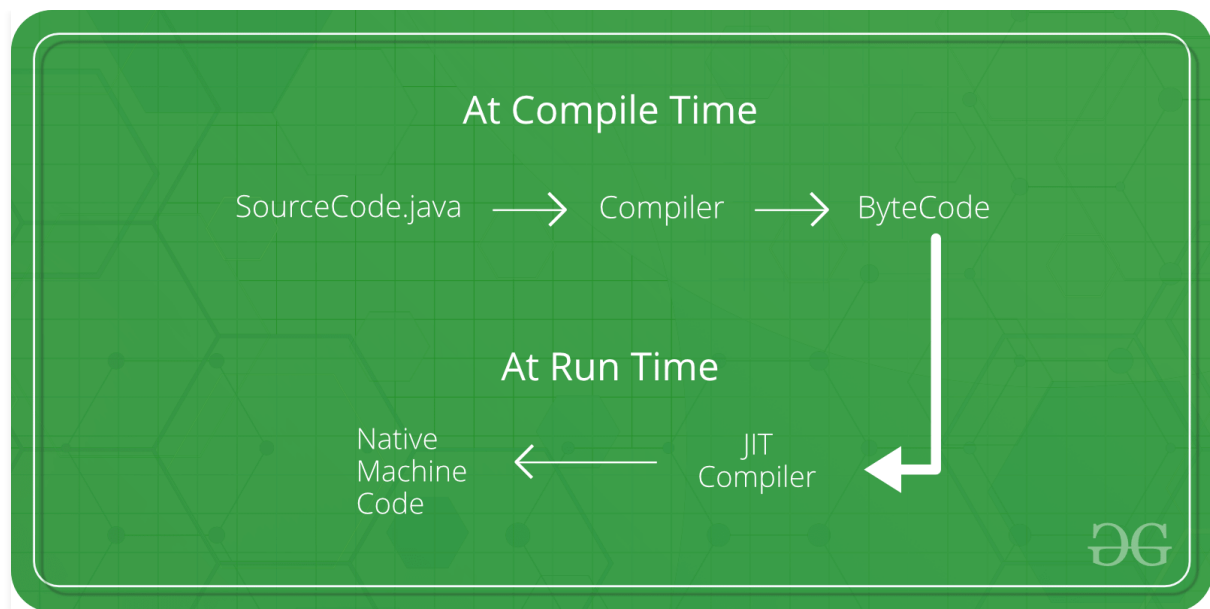 At Compile Time
SourceCode.java
Compiler
ByteCode
At Run Time
Native
Machine
Code
JIT
Compiler